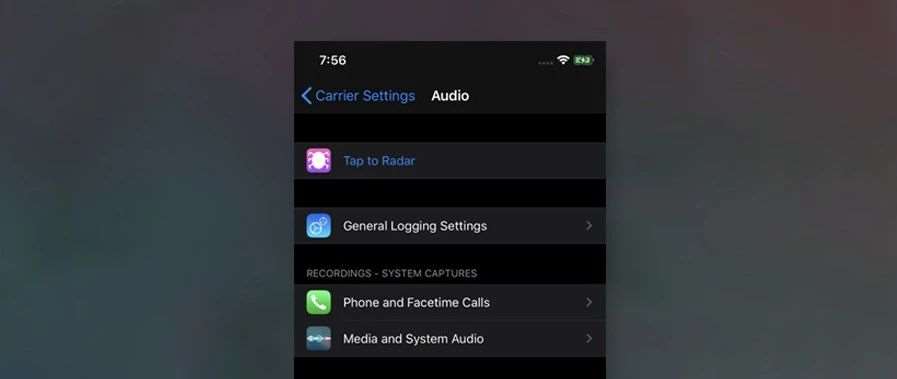 7:56
Carrier Settings Audio
Tap to Radar
General Logging Settings
RECORDINGS - SYSTEM CAPTURES
Phone and Facetime Calls
Media and System Audio